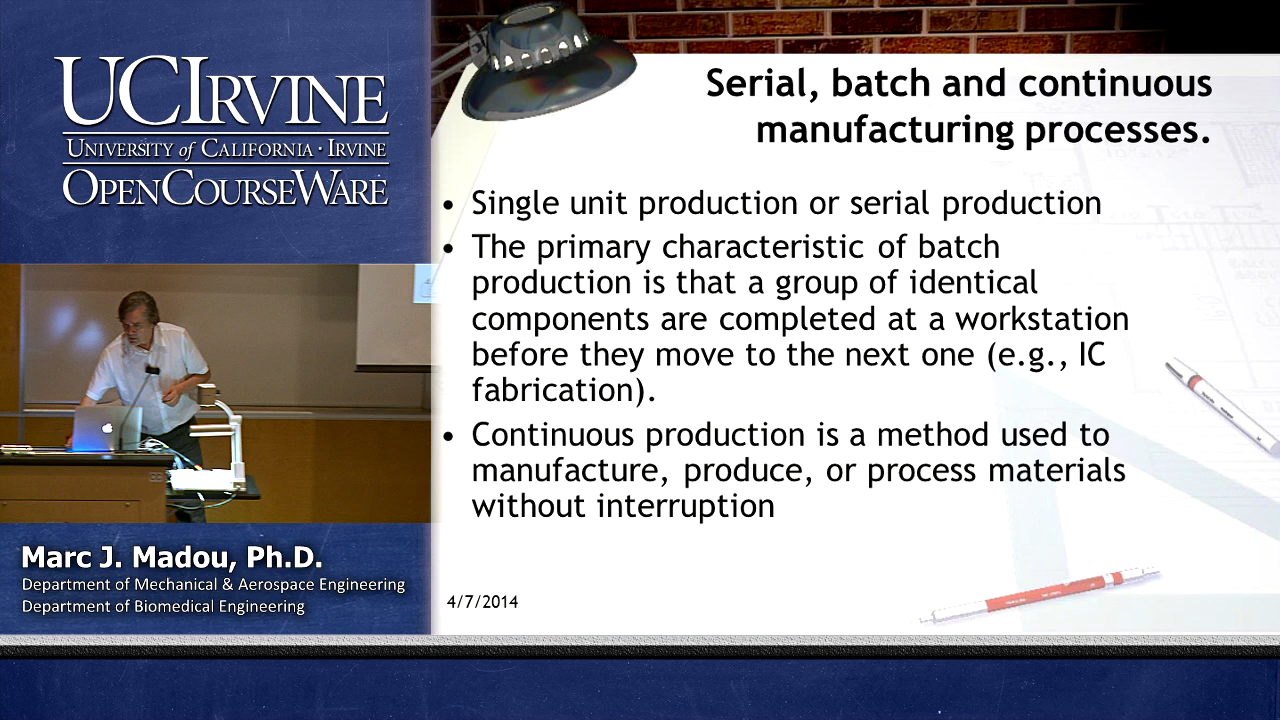 UCIRVINE
UNIVERSITY of CALIFORNIA · IRVINE
OPENCOURSEWARE
Marc J. Madou, Ph.D.
Department of Mechanical & Aerospace Engineering
Department of Biomedical Engineering
Serial, batch and continuous
manufacturing processes.
• Single unit production or serial production
• The primary characteristic of batch
production is that a group of identical
components are completed at a workstation
before they move to the next one (e.g., IC
fabrication).
• Continuous production is a method used to
manufacture, produce, or process materials
without interruption
4/7/2014